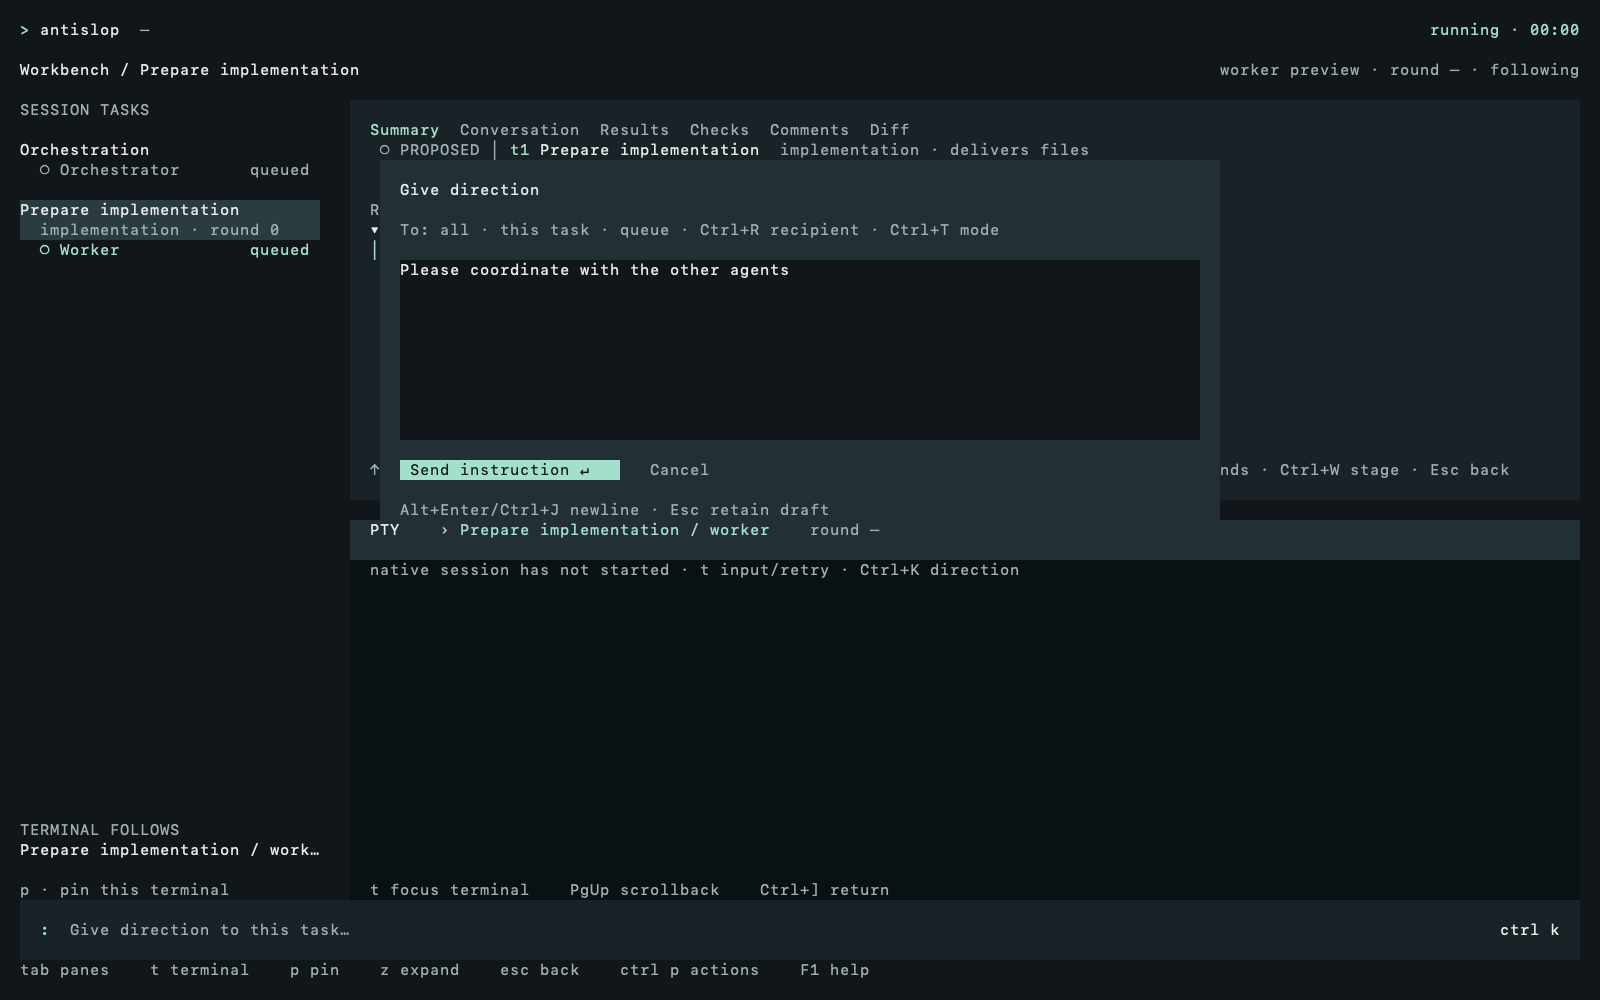 > antislop —
running · 00:00
Workbench / Prepare implementation
worker preview · round — · following
SESSION TASKS
Orchestration
○ Orchestrator queued
Prepare implementation
implementation · round 0
○ Worker queued
Summary Conversation Results Checks Comments Diff
○ PROPOSED │ t1 Prepare implementation implementation · delivers files
R
▾
│
Give direction
To: all · this task · queue · Ctrl+R recipient · Ctrl+T mode
Please coordinate with the other agents
Send instruction ↵ Cancel
↑
nds · Ctrl+W stage · Esc back
Alt+Enter/Ctrl+J newline · Esc retain draft
PTY › Prepare implementation / worker round —
native session has not started · t input/retry · Ctrl+K direction
TERMINAL FOLLOWS
Prepare implementation / work…
p · pin this terminal
t focus terminal PgUp scrollback Ctrl+] return
: Give direction to this task…
ctrl k
tab panes t terminal p pin z expand esc back ctrl p actions F1 help